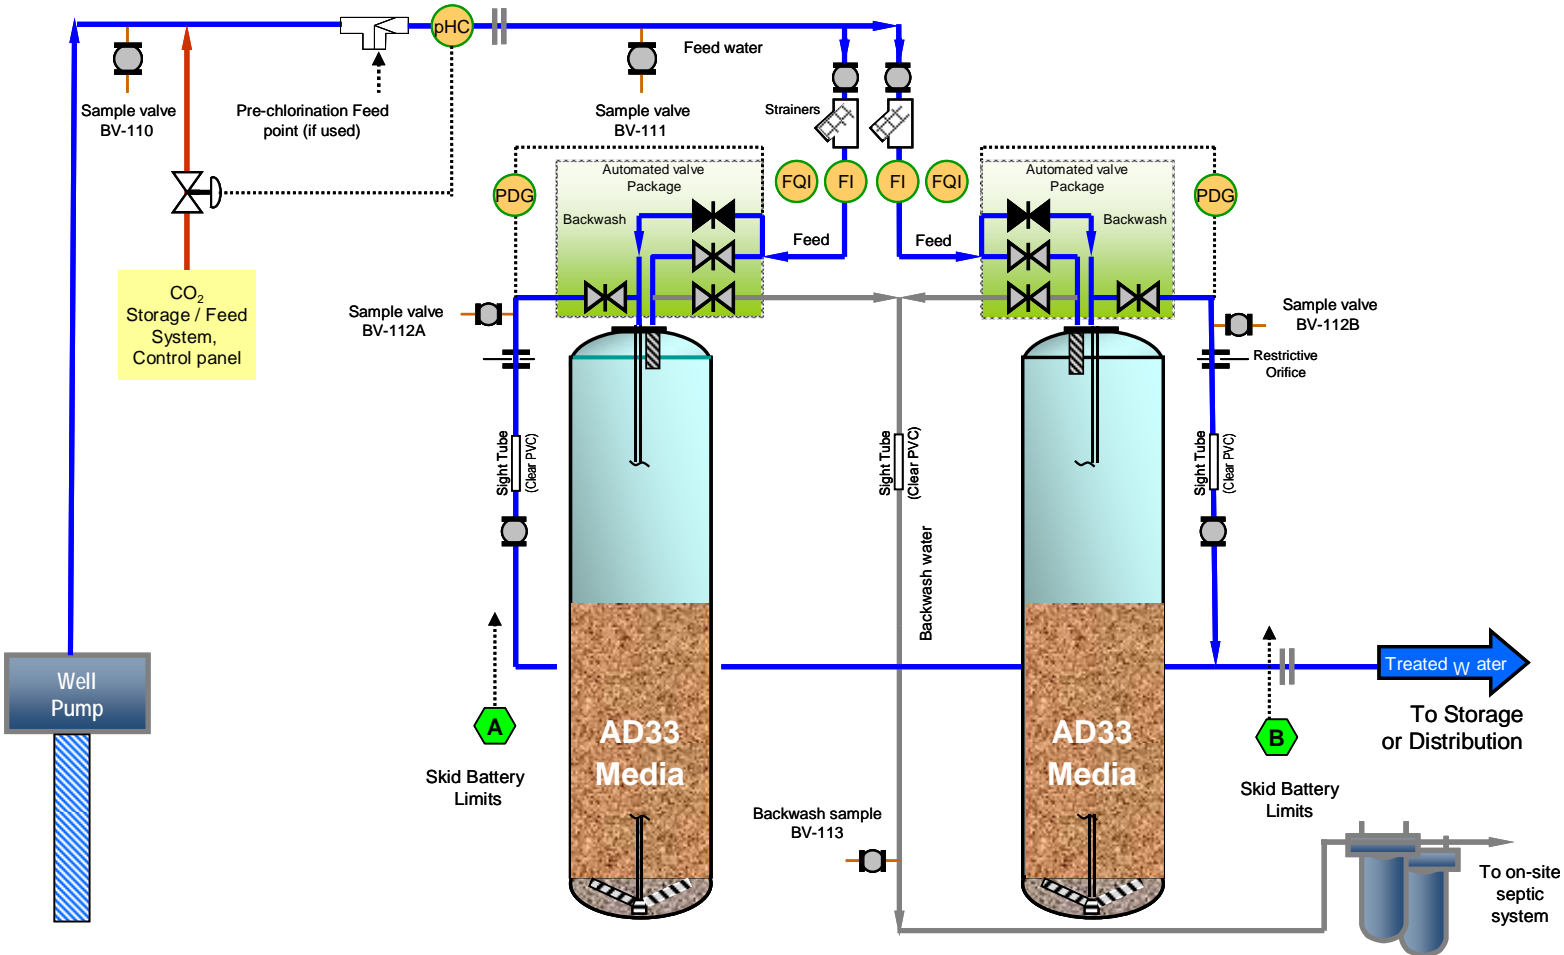 pHC
Feed water
Sample valve
BV-110
Pre-chlorination Feed
point (if used)
Sample valve
BV-111
Strainers
PDG
Automated valve
Package
Backwash
FQI
FI
FI
FQI
Automated valve
Package
Backwash
PDG
Feed
Feed
CO2
Storage / Feed
System,
Control panel
Sample valve
BV-112A
Sample valve
BV-112B
Restrictive
Orifice
Sight Tube
(Clear PVC)
Sight Tube
(Clear PVC)
Sight Tube
(Clear PVC)
Backwash water
Well
Pump
A
Skid Battery
Limits
AD33
Media
AD33
Media
Treated Water
To Storage
or Distribution
B
Skid Battery
Limits
Backwash sample
BV-113
To on-site
septic
system